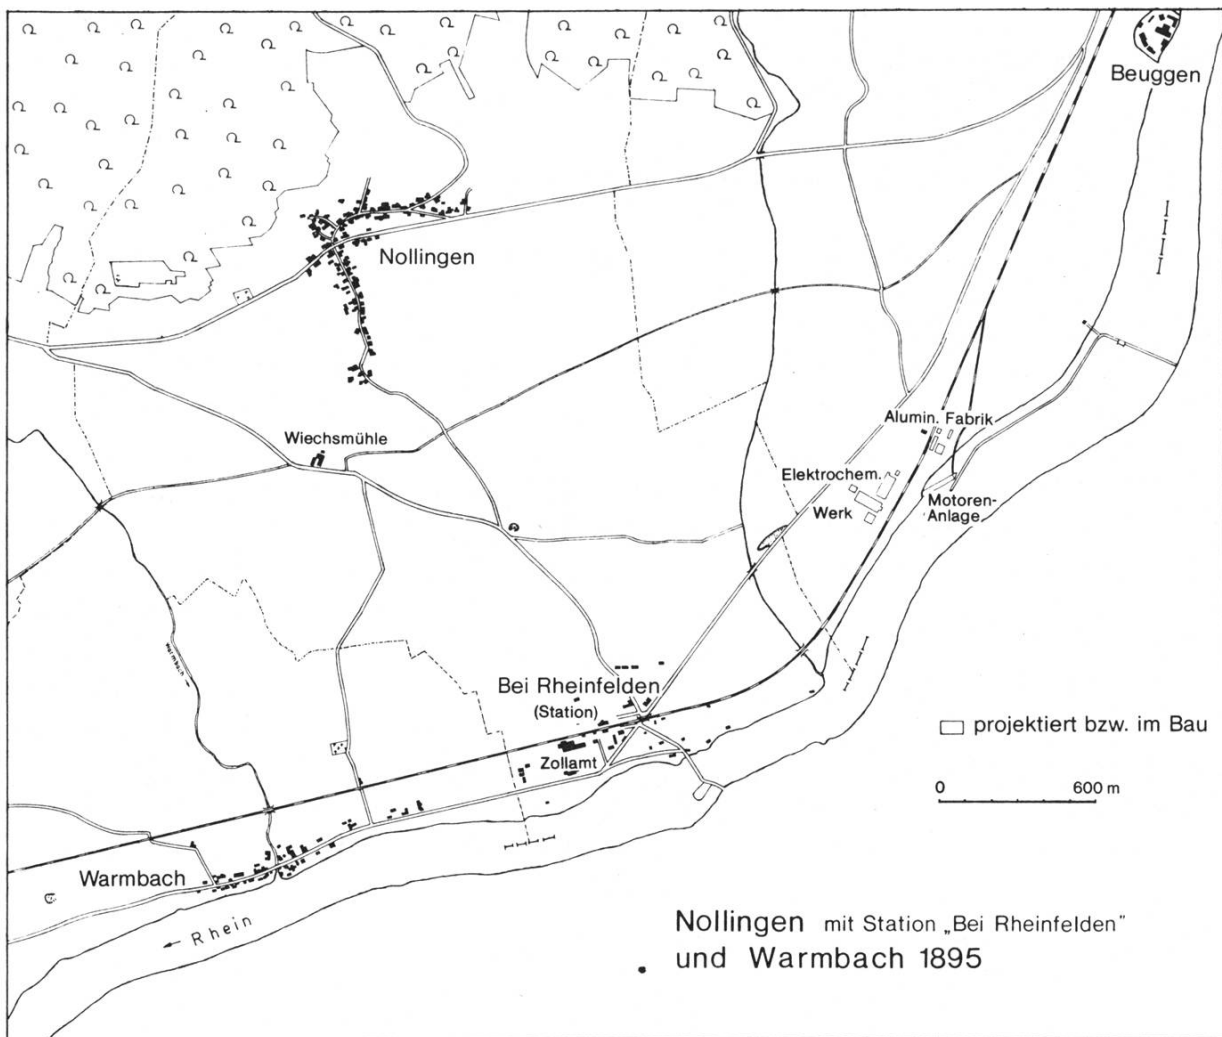 Beuggen
Nollingen
Alumin. Fabrik
Wiechsmühle
Elektrochem.
Werk
Motoren-
Anlage
Warmbach
Bei Rheinfelden
(Station)
projektiert bzw. im Bau
Zollamt
0 600 m
Warmbach
← Rhein
Nollingen mit Station „Bei Rheinfelden”
und Warmbach 1895